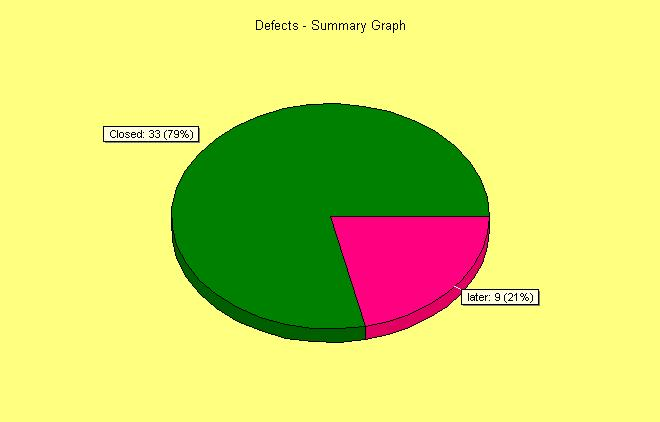 Defects - Summary Graph
Closed: 33 (79%)
later: 9 (21%)